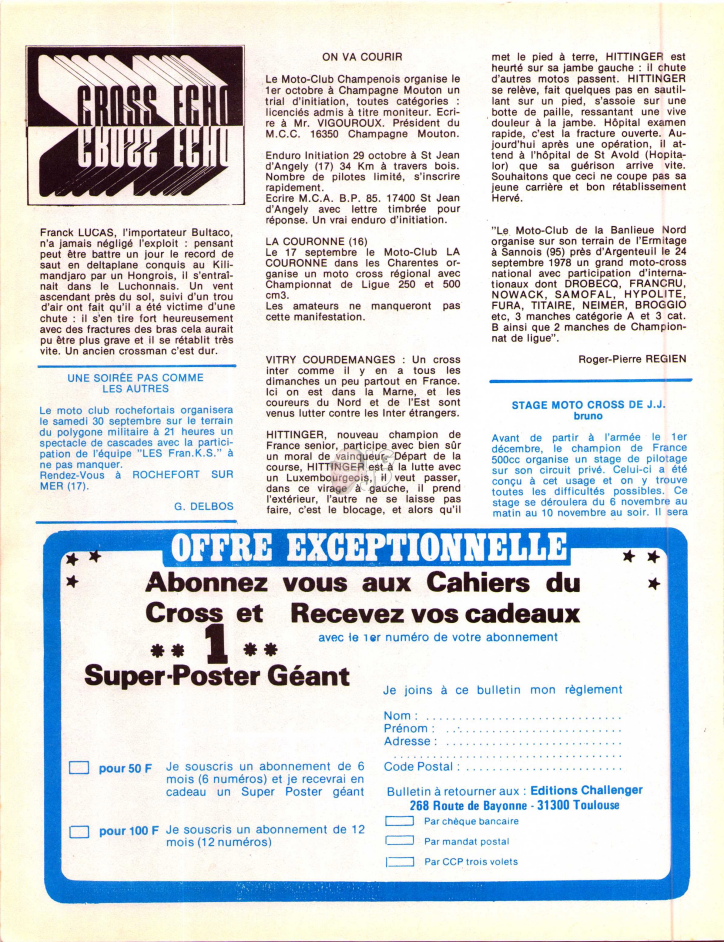 CROSS ECHO
CROSS ECHO
Franck LUCAS, l'importateur Bultaco,
n'a jamais négligé l'exploit : pensant
peut être battre un jour le record de
saut en deltaplane conquis au Kili-
mandjaro par un Hongrois, il s'entraî-
nait dans le Luchonnais. Un vent
ascendant près du sol, suivi d'un trou
d'air ont fait qu'il a été victime d'une
chute : il s'en tire fort heureusement
avec des fractures des bras cela aurait
pu être plus grave et il se rétablit très
vite. Un ancien crossman c'est dur.
UNE SOIRÉE PAS COMME
LES AUTRES
Le moto club rochefortais organisera
le samedi 30 septembre sur le terrain
du polygone militaire à 21 heures un
spectacle de cascades avec la partici-
pation de l'équipe "LES Fran.K.S." à
ne pas manquer.
Rendez-Vous à ROCHEFORT SUR
MER (17).
G. DELBOS
ON VA COURIR
Le Moto-Club Champenois organise le
1er octobre à Champagne Mouton un
trial d'initiation, toutes catégories :
licenciés admis à titre moniteur. Ecri-
re à Mr. VIGOUROUX. Président du
M.C.C. 16350 Champagne Mouton.
Enduro Initiation 29 octobre à St Jean
d'Angely (17) 34 Km à travers bois.
Nombre de pilotes limité, s'inscrire
rapidement.
Ecrire M.C.A. B.P. 85. 17400 St Jean
d'Angely avec lettre timbrée pour
réponse. Un vrai enduro d'initiation.
LA COURONNE (16)
Le 17 septembre le Moto-Club LA
COURONNE dans les Charentes or-
ganise un moto cross régional avec
Championnat de Ligue 250 et 500
cm3.
Les amateurs ne manqueront pas
cette manifestation.
VITRY COURDEMANGES : Un cross
inter comme il y en a tous les
dimanches un peu partout en France.
Ici on est dans la Marne, et les
coureurs du Nord et de l'Est sont
venus lutter contre les Inter étrangers.
HITTINGER, nouveau champion de
France senior, participe avec bien sûr
un moral de vainqueur. Départ de la
course, HITTINGER est à la lutte avec
un Luxembourgeois, il veut passer,
dans ce virage à gauche, il prend
l'extérieur, l'autre ne se laisse pas
faire, c'est le blocage, et alors qu'il
met le pied à terre, HITTINGER est
heurté sur sa jambe gauche : il chute
d'autres motos passent. HITTINGER
se relève, fait quelques pas en sautil-
lant sur un pied, s'assoie sur une
botte de paille, ressantant une vive
douleur à la jambe. Hôpital examen
rapide, c'est la fracture ouverte. Au-
jourd'hui après une opération, il at-
tend à l'hôpital de St Avold (Hopita-
lor) que sa guérison arrive vite.
Souhaitons que ceci ne coupe pas sa
jeune carrière et bon rétablissement
Hervé.
"Le Moto-Club de la Banlieue Nord
organise sur son terrain de l'Ermitage
à Sannois (95) près d'Argenteuil le 24
septembre 1978 un grand moto-cross
national avec participation d'interna-
tionaux dont DROBECQ, FRANCRU,
NOWACK, SAMOFAL, HYPOLITE,
FURA, TITAIRE, NEIMER, BROGGIO
etc, 3 manches catégorie A et 3 cat.
B ainsi que 2 manches de Champion-
nat de ligue".
Roger-Pierre REGIEN
STAGE MOTO CROSS DE J.J.
bruno
Avant de partir à l'armée le 1er
décembre, le champion de France
500cc organise un stage de pilotage
sur son circuit privé. Celui-ci a été
conçu à cet usage et on y trouve
toutes les difficultés possibles. Ce
stage se déroulera du 6 novembre au
matin au 10 novembre au soir. Il sera
OFFRE EXCEPTIONNELLE
Abonnez vous aux Cahiers du
Cross et Recevez vos cadeaux
avec le 1er numéro de votre abonnement
** 1 **
Super-Poster Géant
pour 50 F Je souscris un abonnement de 6
mois (6 numéros) et je recevrai en
cadeau un Super Poster géant
pour 100 F Je souscris un abonnement de 12
mois (12 numéros)
Je joins à ce bulletin mon règlement
Nom : ..............................
Prénom : ..............................
Adresse : ..............................
..............................
Code Postal : ..............................
Bulletin à retourner aux : Editions Challenger
268 Route de Bayonne - 31300 Toulouse
Par chèque bancaire
Par mandat postal
Par CCP trois volets